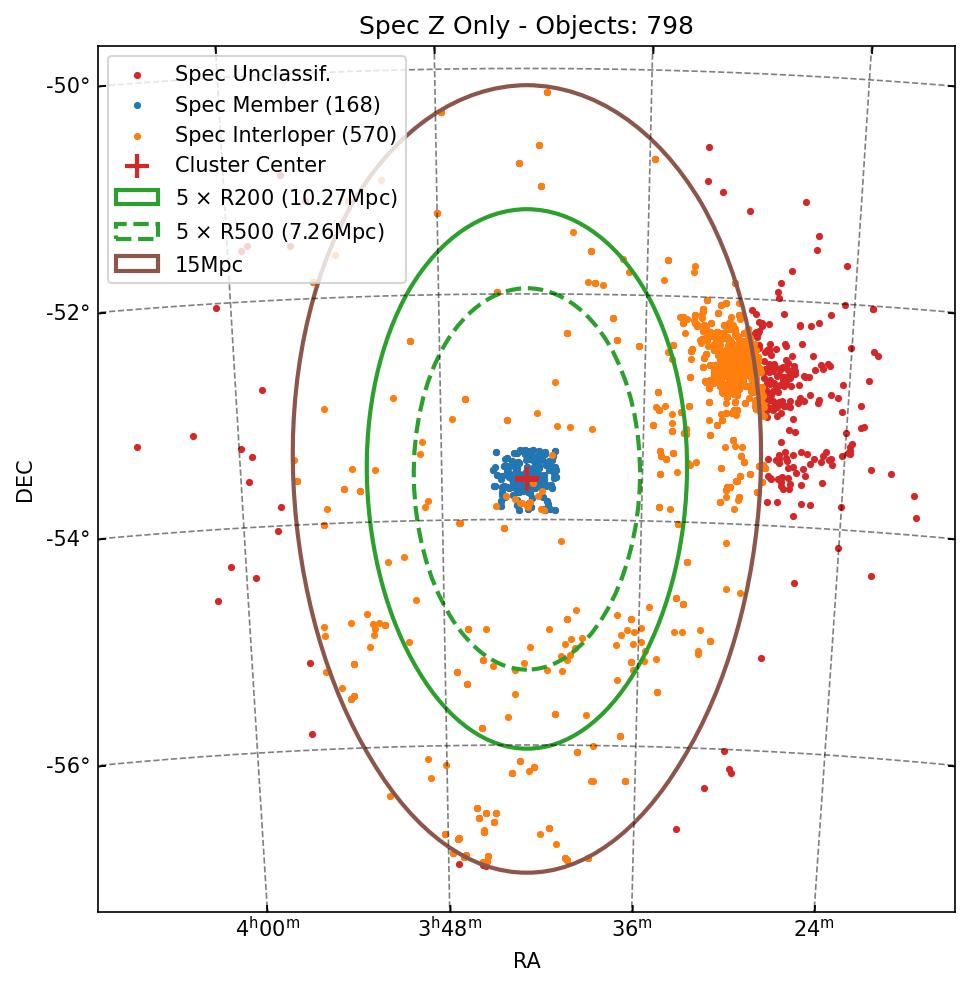 Spec Z Only - Objects: 798
Spec Unclassif.
Spec Member (168)
Spec Interloper (570)
Cluster Center
5 × R200 (10.27Mpc)
5 × R500 (7.26Mpc)
15Mpc
-50°
-52°
-54°
-56°
DEC
4ʰ00ᵐ
3ʰ48ᵐ
36ᵐ
24ᵐ
RA